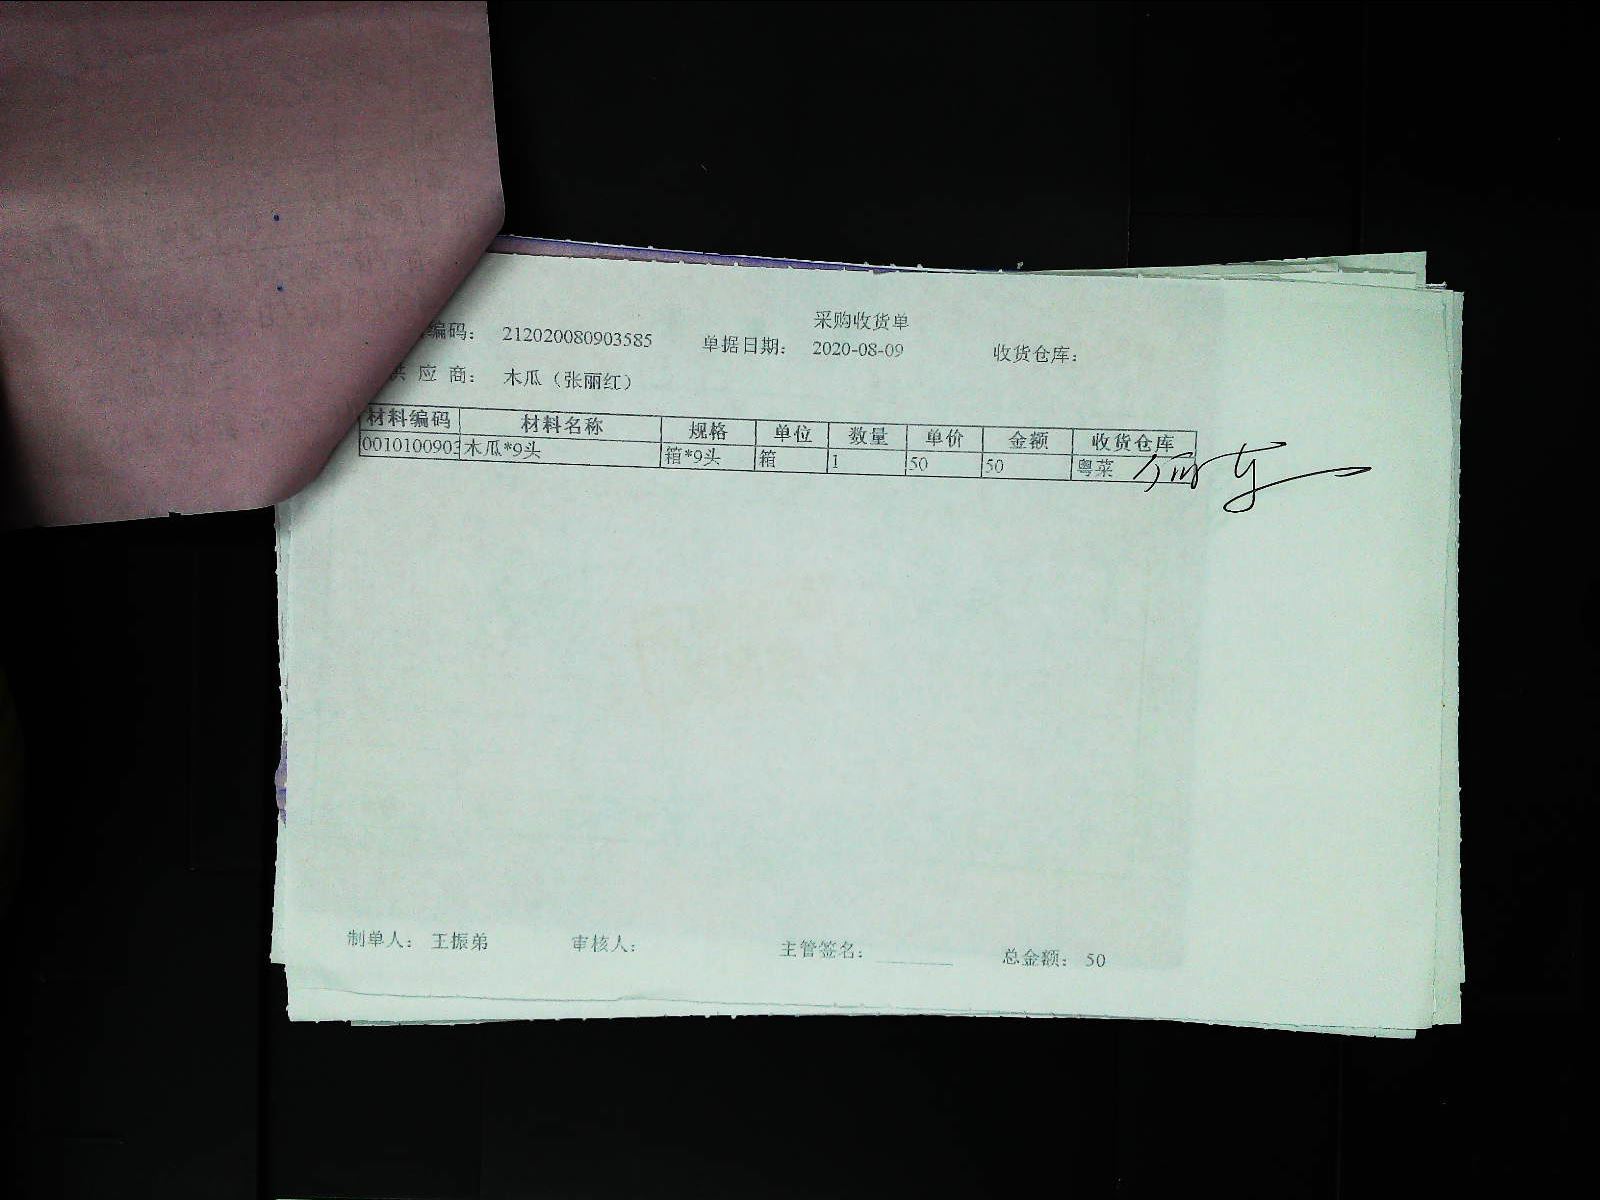 采购收货单
编码： 212020080903585 单据日期： 2020-08-09 收货仓库：
供 应 商： 木瓜（张丽红）
材料编码 材料名称 规格 单位 数量 单价 金额 收货仓库
0010100903 木瓜*9头 箱*9头 箱 1 50 50 粤菜
制单人： 王振弟 审核人： 主管签名： 总金额： 50